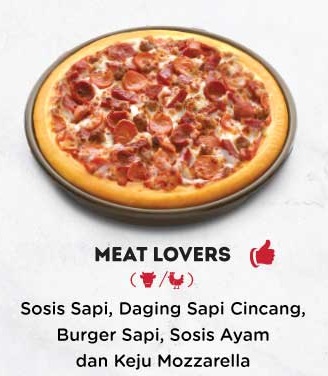 MEAT LOVERS
( / )
Sosis Sapi, Daging Sapi Cincang,
Burger Sapi, Sosis Ayam
dan Keju Mozzarella